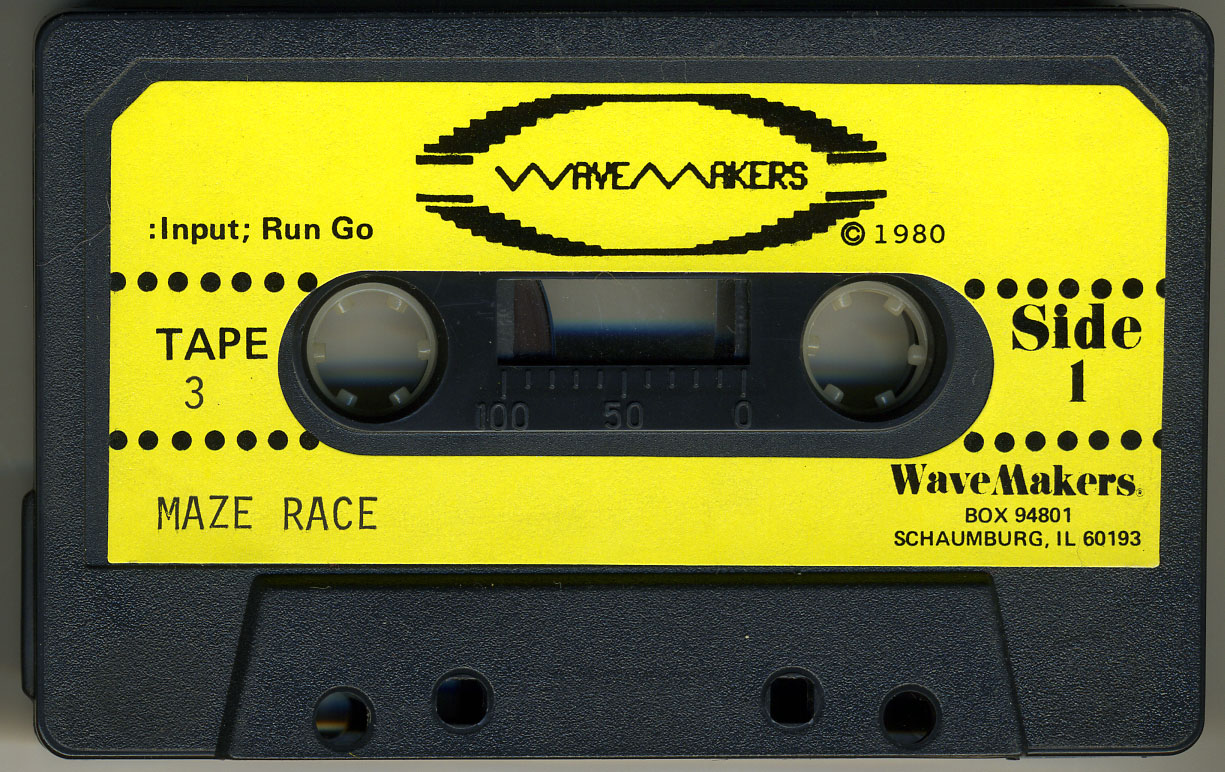 WAVEMAKERS
:Input; Run Go
© 1980
TAPE
3
Side
1
100 50 0
MAZE RACE
WaveMakers®
BOX 94801
SCHAUMBURG, IL 60193